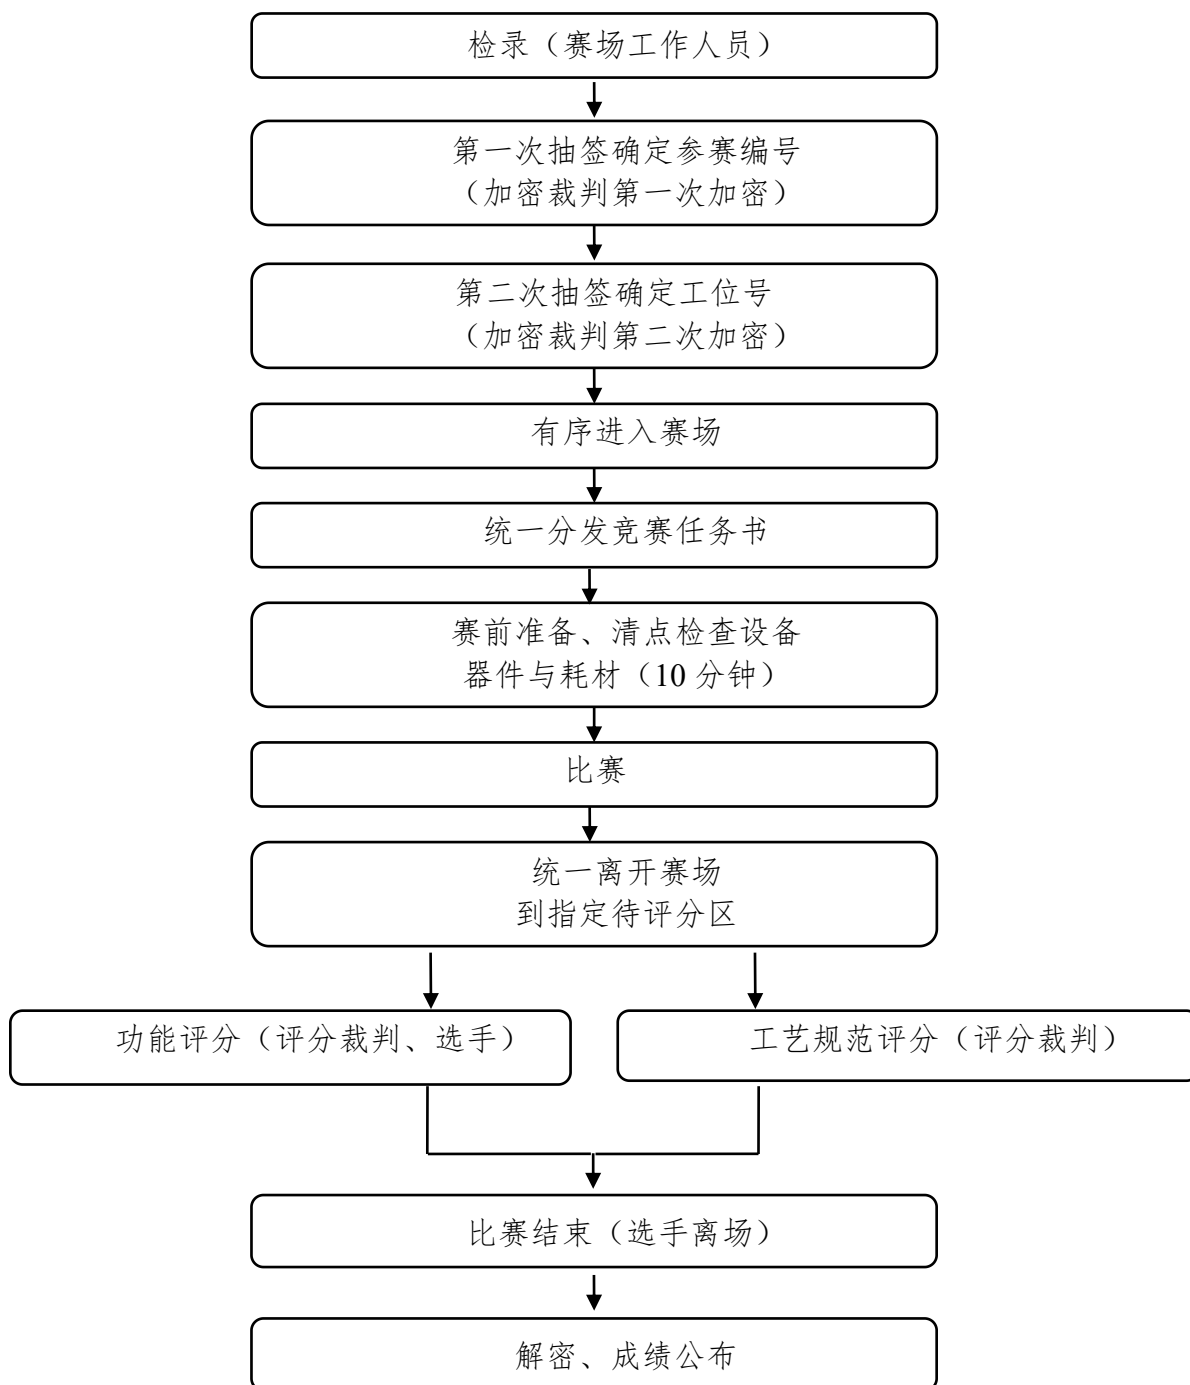 检录（赛场工作人员）
第一次抽签确定参赛编号
（加密裁判第一次加密）
第二次抽签确定工位号
（加密裁判第二次加密）
有序进入赛场
统一分发竞赛任务书
赛前准备、清点检查设备
器件与耗材（10 分钟）
比赛
统一离开赛场
到指定待评分区
功能评分（评分裁判、选手）
工艺规范评分（评分裁判）
比赛结束（选手离场）
解密、成绩公布